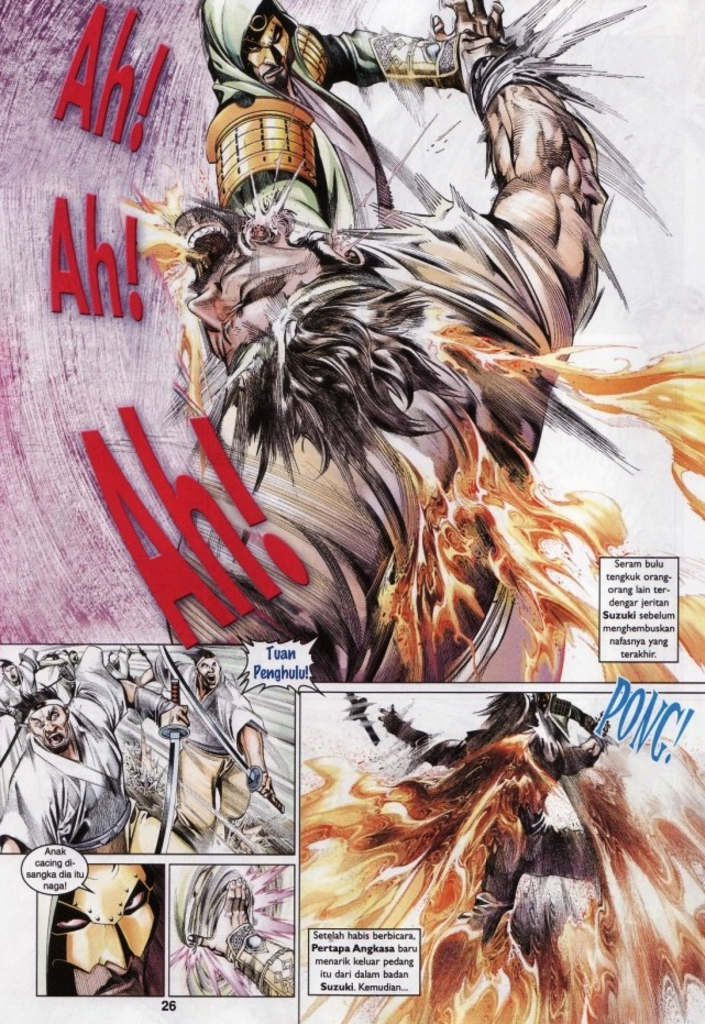 Ah!
Ah!
Ah!
Seram bulu
tengkuk orang-
orang lain ter-
dengar jeritan
Suzuki sebelum
menghembuskan
nafasnya yang
terakhir.
Tuan
Penghulu!
PONG!
Anak
cacing di-
sangka dia itu
naga!
Setelah habis berbicara,
Pertapa Angkasa baru
menarik keluar pedang
itu dari dalam badan
Suzuki. Kemudian...
26